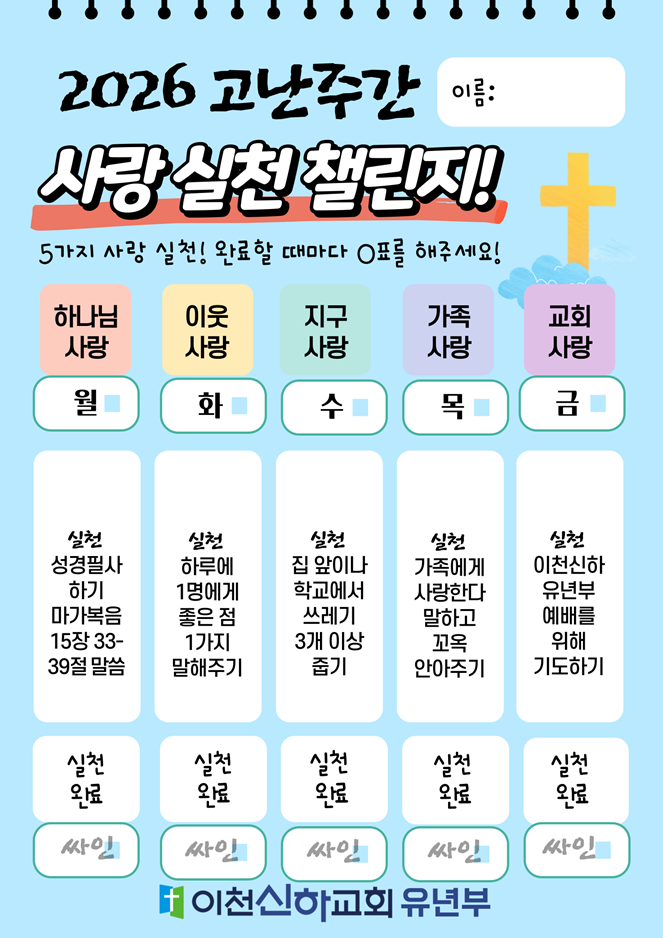 2026 고난주간
이름:
사랑 실천 챌린지!
5가지 사랑 실천! 완료할 때마다 O표를 해주세요!
하나님
사랑
이웃
사랑
지구
사랑
가족
사랑
교회
사랑
월
화
수
목
금
실천
성경필사
하기
마가복음
15장 33-
39절 말씀
실천
하루에
1명에게
좋은 점
1가지
말해주기
실천
집 앞이나
학교에서
쓰레기
3개 이상
줍기
실천
가족에게
사랑한다
말하고
꼬옥
안아주기
실천
이천신하
유년부
예배를
위해
기도하기
실천
완료
실천
완료
실천
완료
실천
완료
실천
완료
싸인
싸인
싸인
싸인
싸인
이천신하교회 유년부